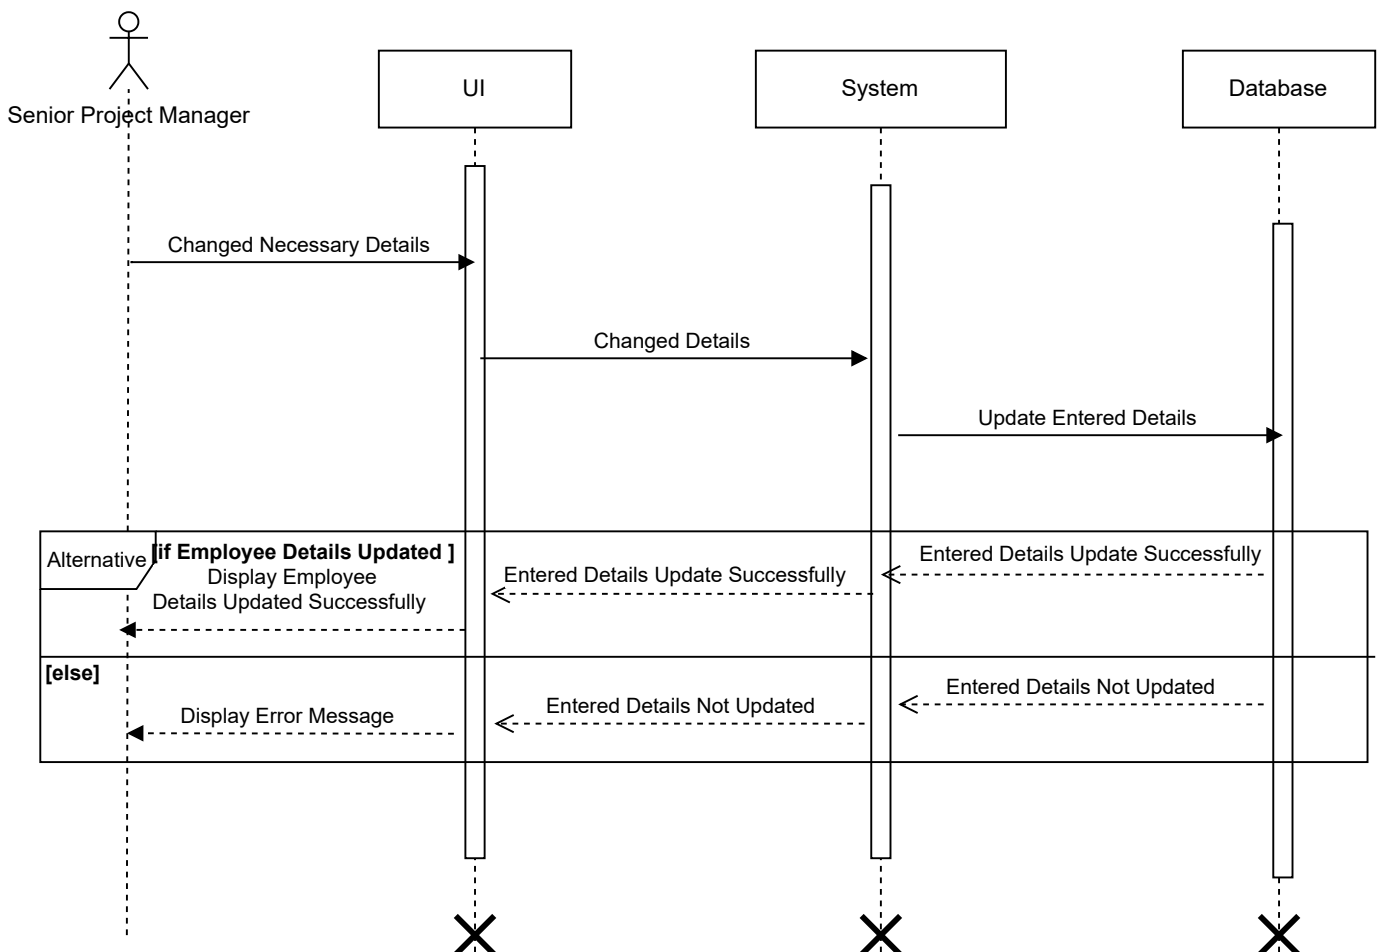 Senior Project Manager
UI
System
Database
Changed Necessary Details
Changed Details
Update Entered Details
Alternative
[if Employee Details Updated ]
Display Employee
Details Updated Successfully
Entered Details Update Successfully
Entered Details Update Successfully
[else]
Display Error Message
Entered Details Not Updated
Entered Details Not Updated